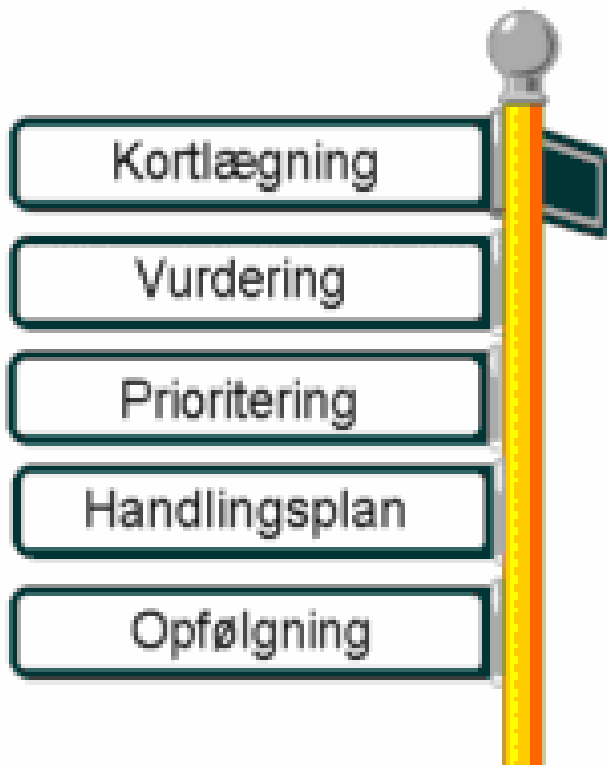 Kortlægning
Vurdering
Prioritering
Handlingsplan
Opfølgning